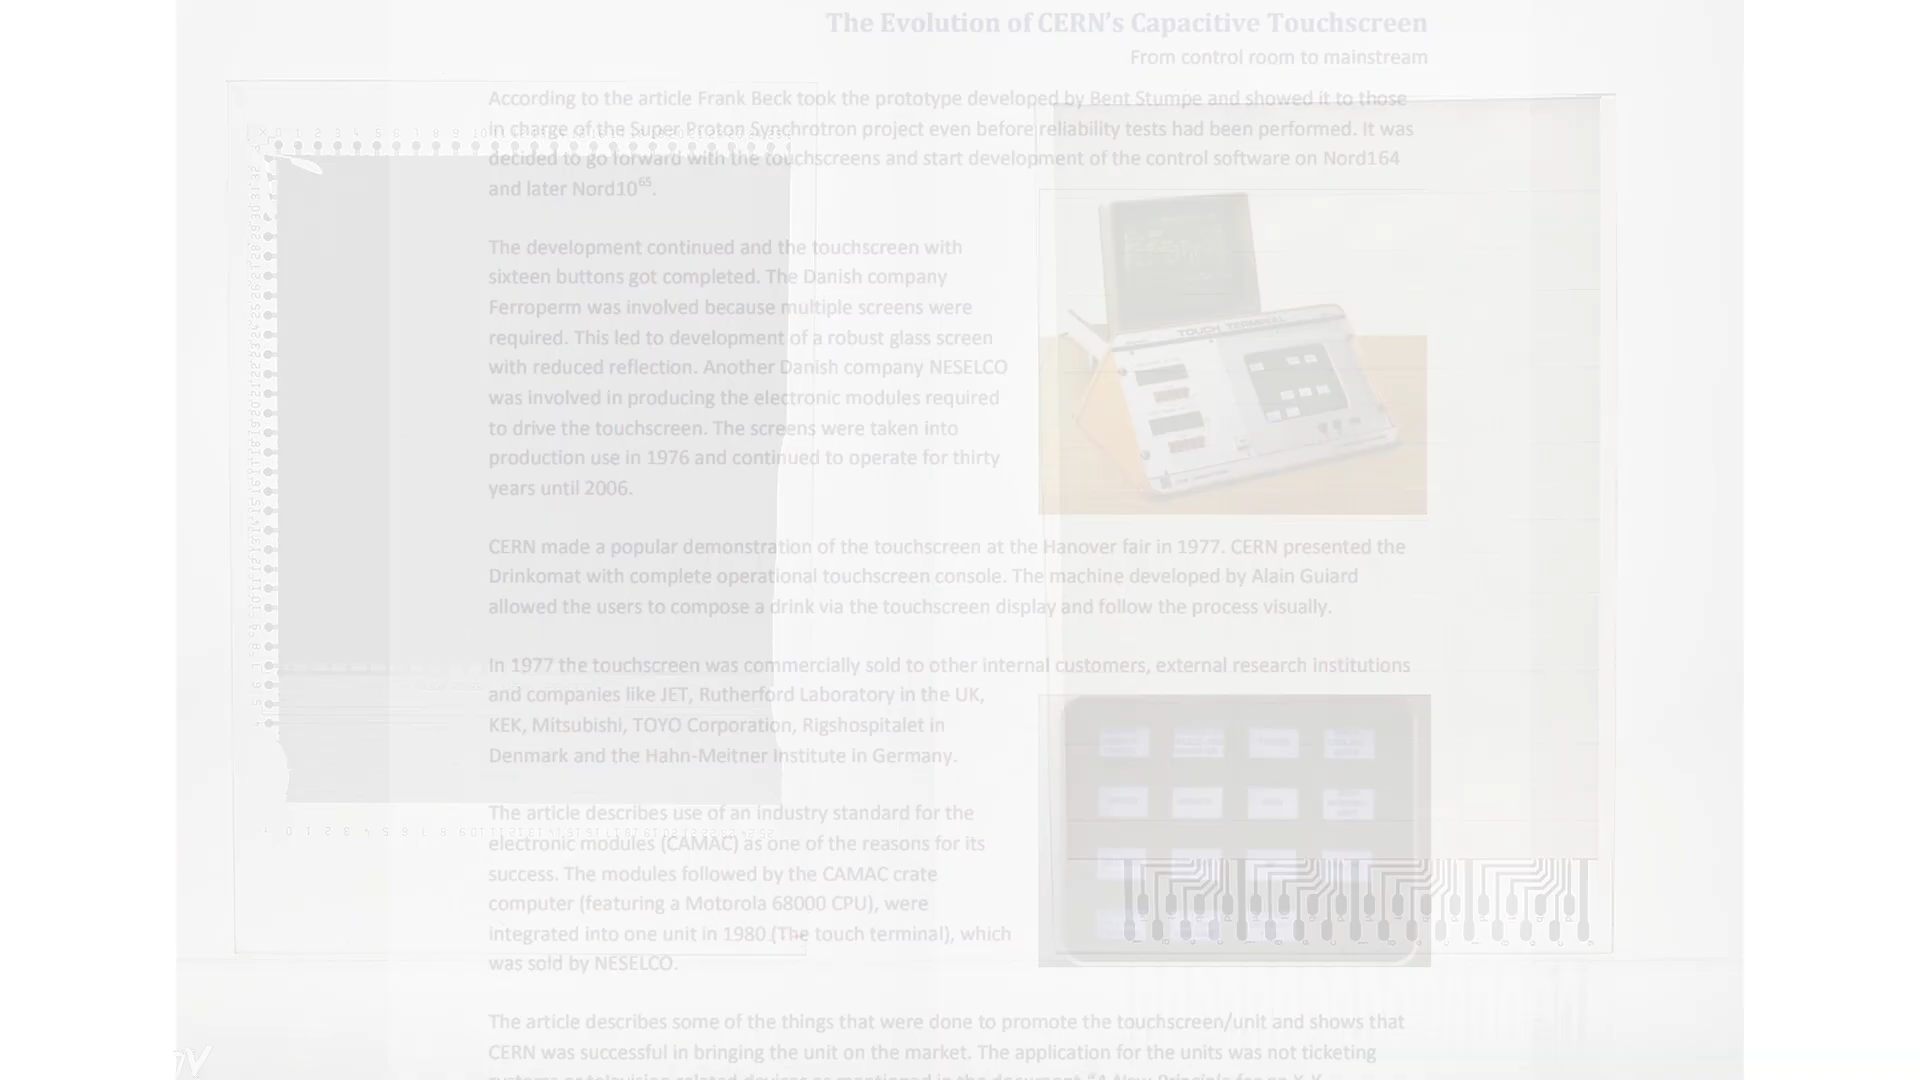 The Evolution of CERN's Capacitive Touchscreen
From control room to mainstream
According to the article Frank Beck took the prototype developed by Bent Stumpe and showed it to those
in charge of the Super Proton Synchrotron project even before reliability tests had been performed. It was
decided to go forward with the touchscreens and start development of the control software on Nord164
and later Nord10⁶⁵.
The development continued and the touchscreen with
sixteen buttons got completed. The Danish company
Ferroperm was involved because multiple screens were
required. This led to development of a robust glass screen
with reduced reflection. Another Danish company NESELCO
was involved in producing the electronic modules required
to drive the touchscreen. The screens were taken into
production use in 1976 and continued to operate for thirty
years until 2006.
TOUCH TERMINAL
CERN made a popular demonstration of the touchscreen at the Hanover fair in 1977. CERN presented the
Drinkomat with complete operational touchscreen console. The machine developed by Alain Guiard
allowed the users to compose a drink via the touchscreen display and follow the process visually.
In 1977 the touchscreen was commercially sold to other internal customers, external research institutions
and companies like JET, Rutherford Laboratory in the UK,
KEK, Mitsubishi, TOYO Corporation, Rigshospitalet in
Denmark and the Hahn-Meitner Institute in Germany.
The article describes use of an industry standard for the
electronic modules (CAMAC) as one of the reasons for its
success. The modules followed by the CAMAC crate
computer (featuring a Motorola 68000 CPU), were
integrated into one unit in 1980 (The touch terminal), which
was sold by NESELCO.
The article describes some of the things that were done to promote the touchscreen/unit and shows that
CERN was successful in bringing the unit on the market. The application for the units was not ticketing